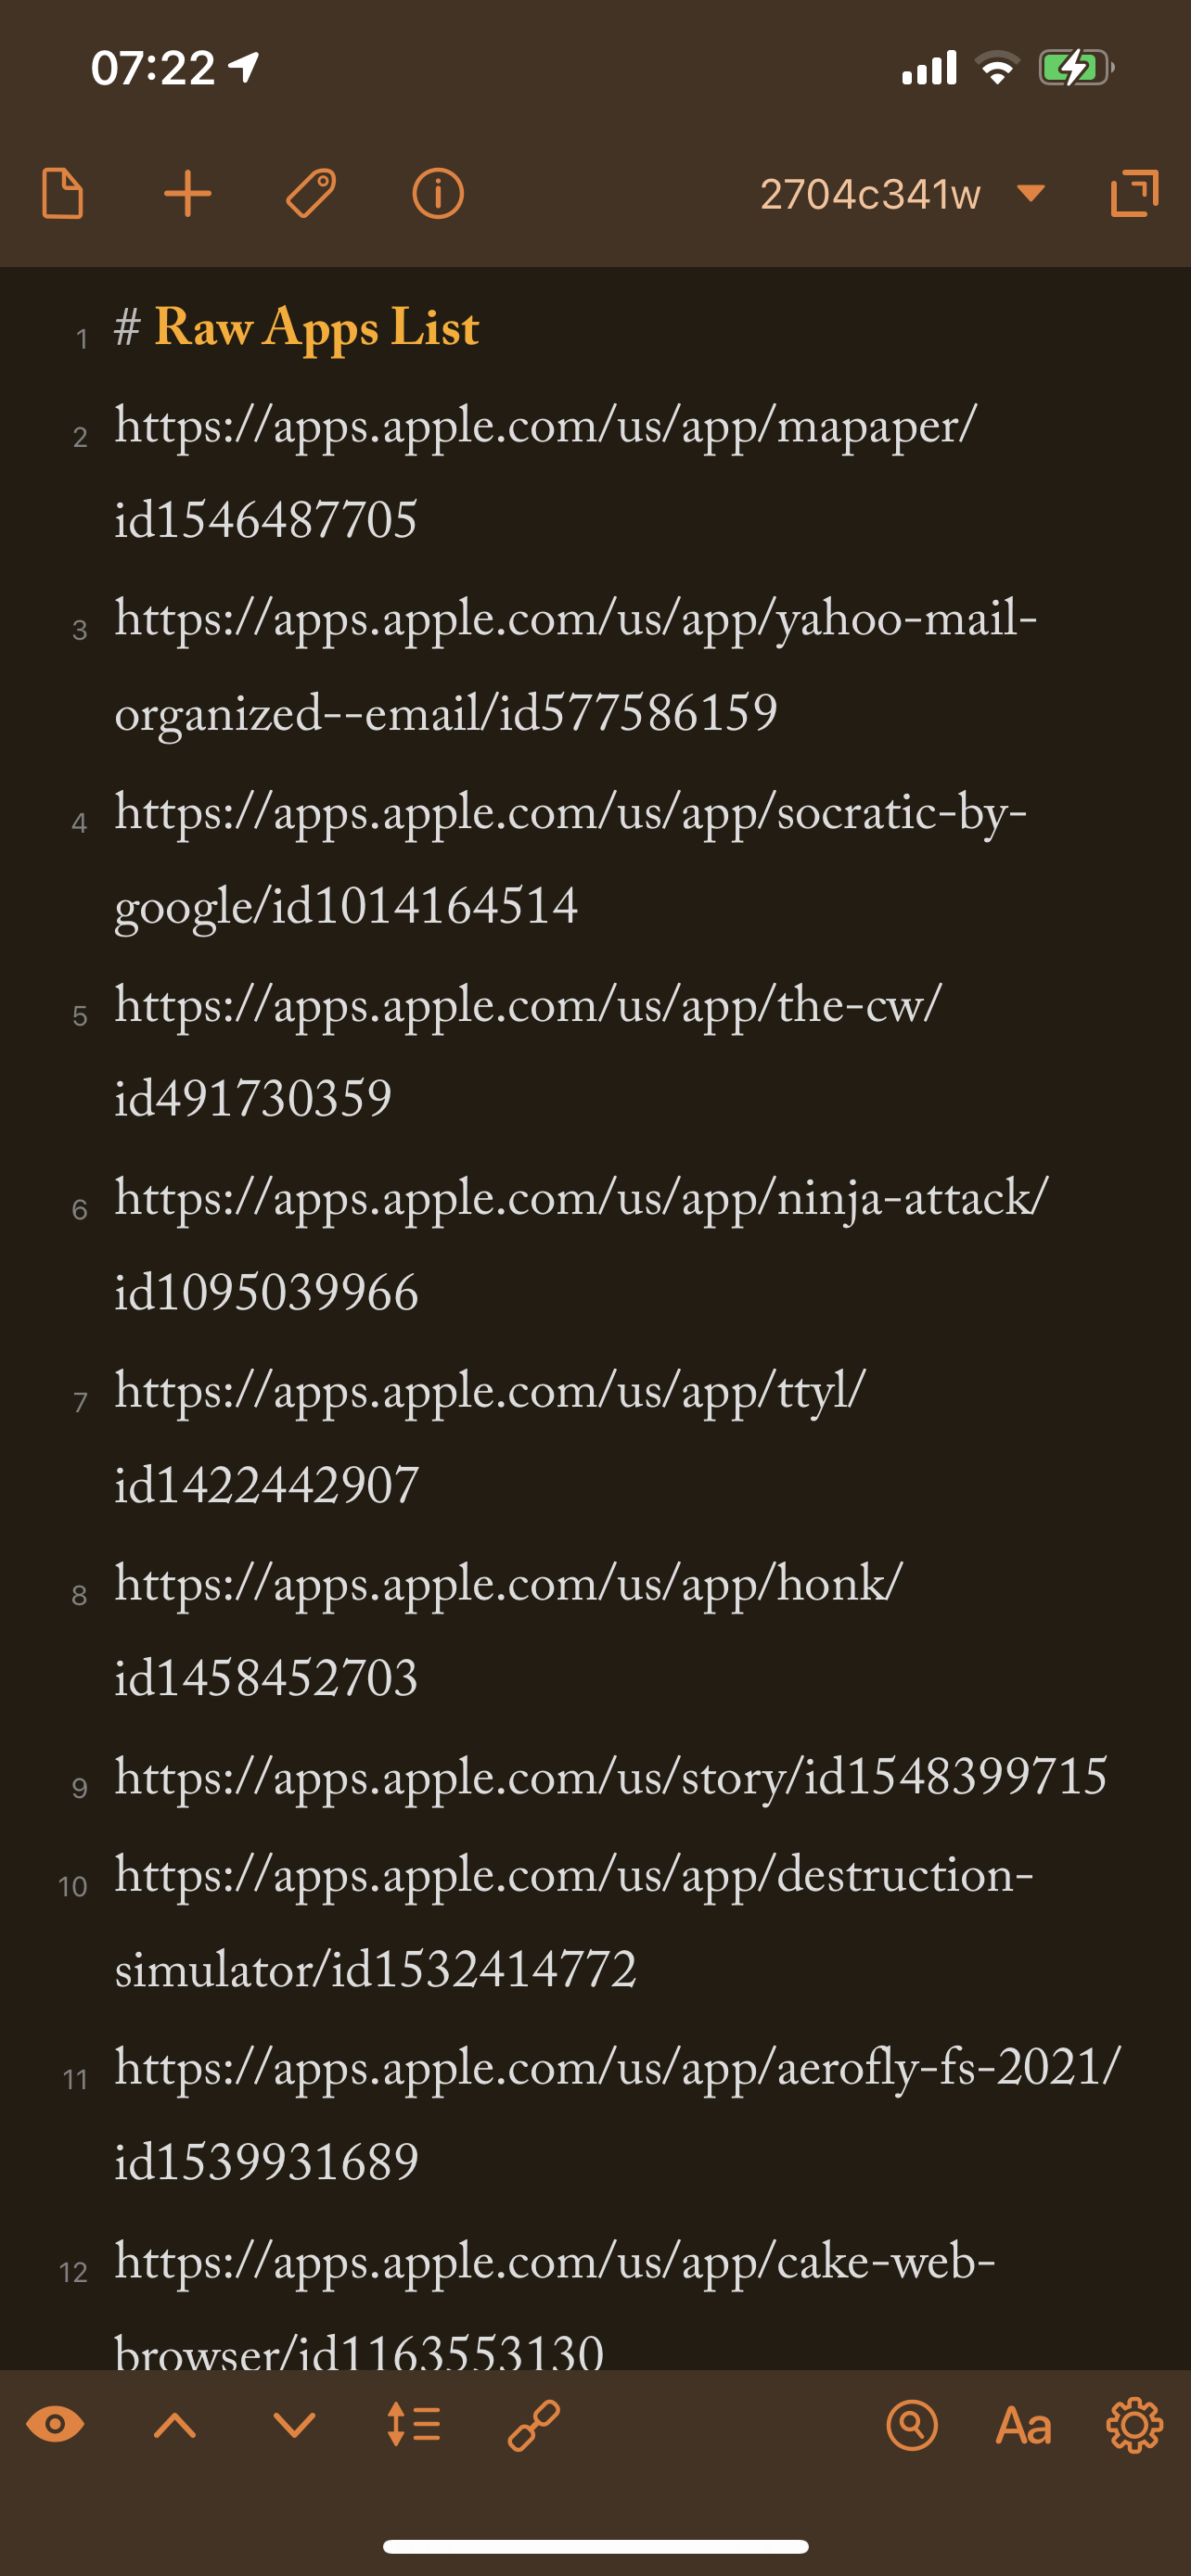 07:22
2704c341w
1 # Raw Apps List
2 https://apps.apple.com/us/app/mapaper/
id1546487705
3 https://apps.apple.com/us/app/yahoo-mail-
organized--email/id577586159
4 https://apps.apple.com/us/app/socratic-by-
google/id1014164514
5 https://apps.apple.com/us/app/the-cw/
id491730359
6 https://apps.apple.com/us/app/ninja-attack/
id1095039966
7 https://apps.apple.com/us/app/ttyl/
id1422442907
8 https://apps.apple.com/us/app/honk/
id1458452703
9 https://apps.apple.com/us/story/id1548399715
10 https://apps.apple.com/us/app/destruction-
simulator/id1532414772
11 https://apps.apple.com/us/app/aerofly-fs-2021/
id1539931689
12 https://apps.apple.com/us/app/cake-web-
browser/id1163553130
Aa